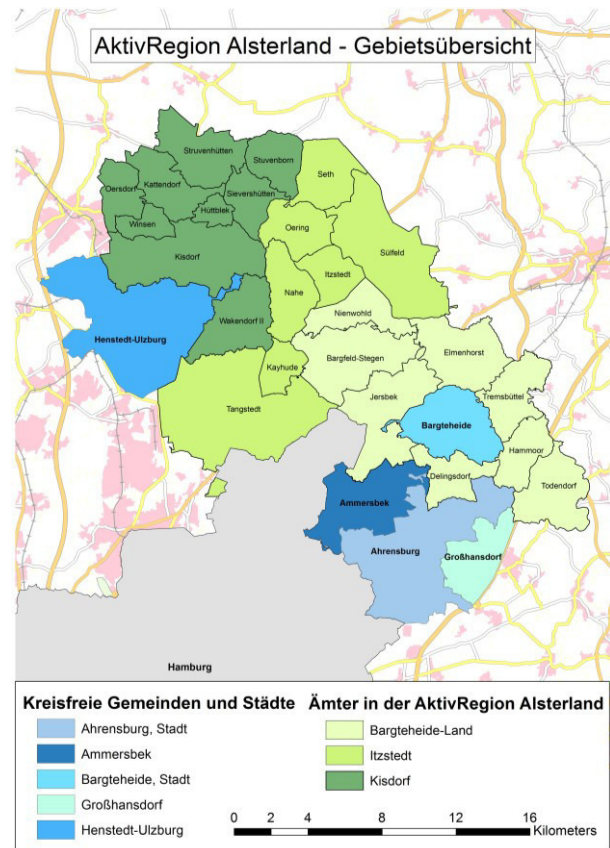 AktivRegion Alsterland - Gebietsübersicht
Struvenhütten
Stuvenborn
Seth
Kattendorf
Oersdorf
Sievershütten
Hüttblek
Winsen
Oering
Sülfeld
Kisdorf
Itzstedt
Nahe
Nienwohld
Wakendorf II
Henstedt-Ulzburg
Elmenhorst
Bargfeld-Stegen
Kayhude
Tremsbüttel
Jersbek
Tangstedt
Bargteheide
Hammoor
Delingsdorf
Todendorf
Ammersbek
Ahrensburg
Großhansdorf
Hamburg
Kreisfreie Gemeinden und Städte
Ahrensburg, Stadt
Ammersbek
Bargteheide, Stadt
Großhansdorf
Henstedt-Ulzburg
Ämter in der AktivRegion Alsterland
Bargteheide-Land
Itzstedt
Kisdorf
0 2 4 8 12 16
Kilometers